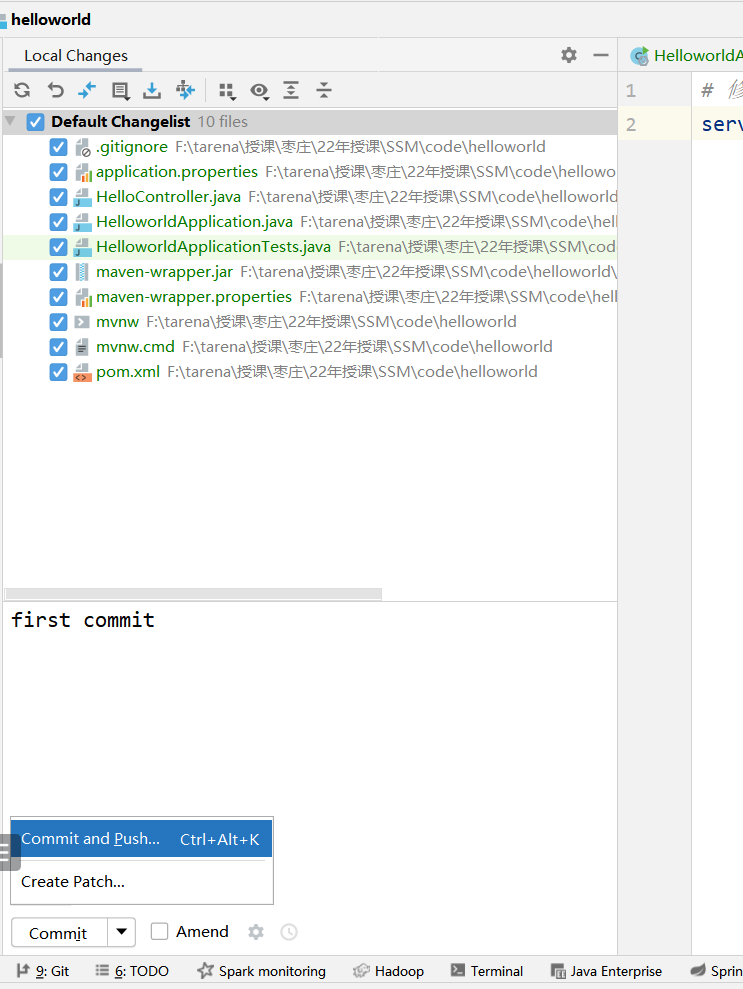 helloworld
Local Changes
HelloworldA
Default Changelist 10 files
.gitignore F:\tarena\授课\枣庄\22年授课\SSM\code\helloworld
application.properties F:\tarena\授课\枣庄\22年授课\SSM\code\hellowo
HelloController.java F:\tarena\授课\枣庄\22年授课\SSM\code\helloworld
HelloworldApplication.java F:\tarena\授课\枣庄\22年授课\SSM\code\hell
HelloworldApplicationTests.java F:\tarena\授课\枣庄\22年授课\SSM\cod
maven-wrapper.jar F:\tarena\授课\枣庄\22年授课\SSM\code\helloworld\
maven-wrapper.properties F:\tarena\授课\枣庄\22年授课\SSM\code\hell
mvnw F:\tarena\授课\枣庄\22年授课\SSM\code\helloworld
mvnw.cmd F:\tarena\授课\枣庄\22年授课\SSM\code\helloworld
pom.xml F:\tarena\授课\枣庄\22年授课\SSM\code\helloworld
1 # 修
2 serv
first commit
Commit and Push... Ctrl+Alt+K
Create Patch...
Commit Amend
9: Git 6: TODO Spark monitoring Hadoop Terminal Java Enterprise Sprin